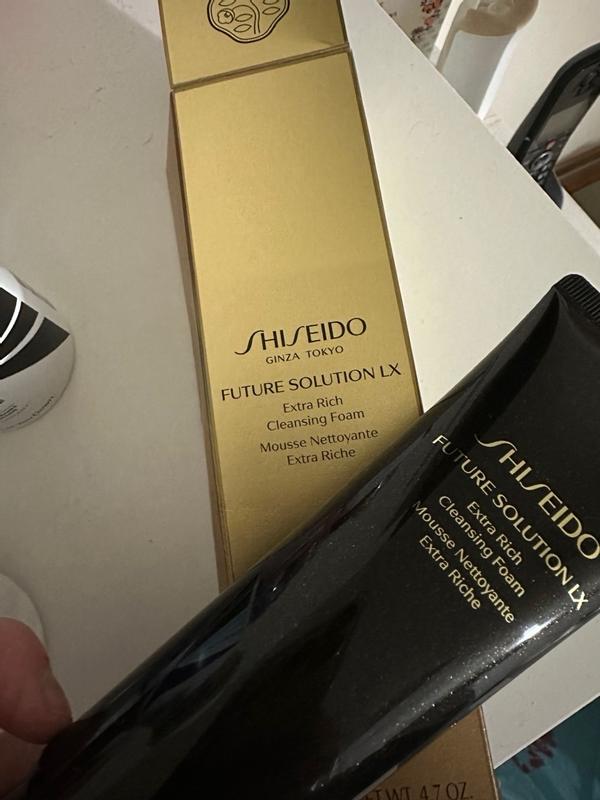 SHISEIDO
GINZA TOKYO
FUTURE SOLUTION LX
Extra Rich
Cleansing Foam
Mousse Nettoyante
Extra Riche
SHISEIDO
FUTURE SOLUTION LX
Extra Rich
Cleansing Foam
Mousse Nettoyante
Extra Riche
WT. 4.7 OZ.